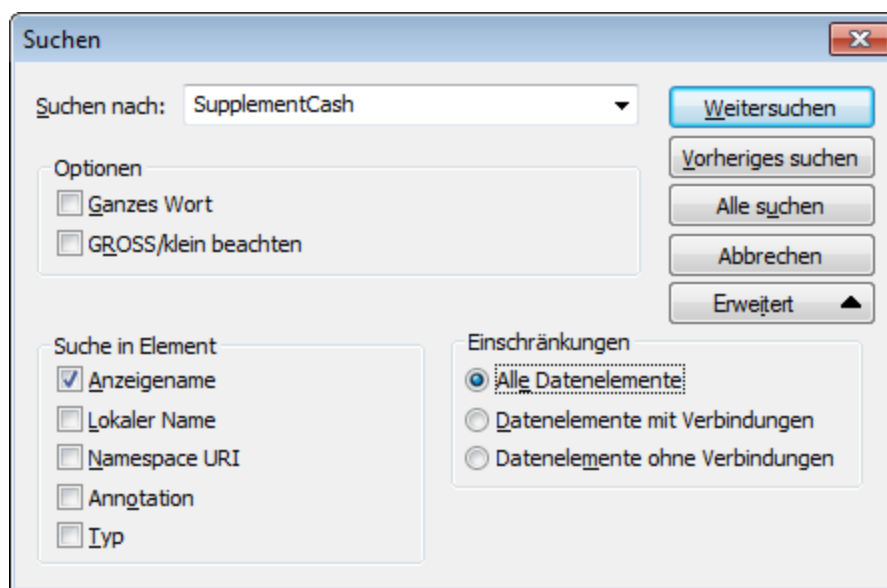 Suchen
Suchen nach: SupplementCash
Weitersuchen
Vorheriges suchen
Alle suchen
Abbrechen
Erweitert
Optionen
Ganzes Wort
GROSS/klein beachten
Suche in Element
Anzeigename
Lokaler Name
Namespace URI
Annotation
Typ
Einschränkungen
Alle Datenelemente
Datenelemente mit Verbindungen
Datenelemente ohne Verbindungen